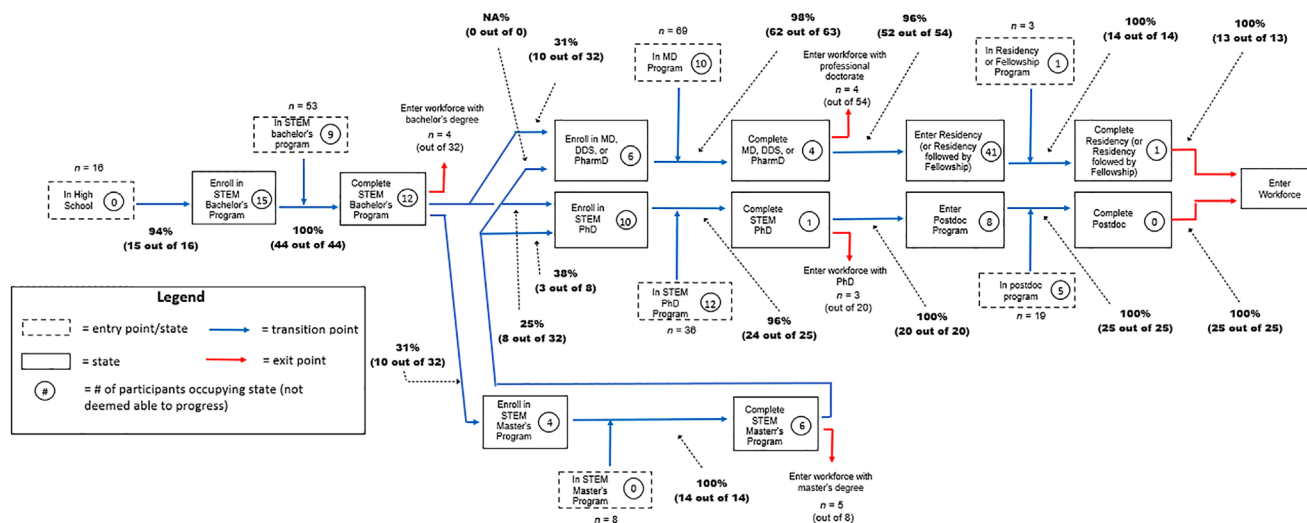 NA%
(0 out of 0)
31%
(10 out of 32)
n = 69
In MD
Program
10
98%
(62 out of 63)
Enter workforce with
professional
doctorate
n = 4
(out of 54)
96%
(52 out of 54)
n = 3
In Residency
or Fellowship
Program
1
100%
(14 out of 14)
100%
(13 out of 13)
n = 53
In STEM
bachelor's
program
9
Enter workforce with
bachelor's degree
n = 4
(out of 32)
Enroll in MD,
DDS, or
PharmD
6
Complete
MD, DDS, or
PharmD
4
Enter Residency
(or Residency
followed by
Fellowship)
41
Complete
Residency (or
Residency
followed by
Fellowship)
1
n = 16
In High
School
0
Enroll in STEM
Bachelor's
Program
15
Complete
STEM
Bachelor's
Program
12
Enroll in
STEM
PhD
10
Complete
STEM
PhD
1
Enter
Postdoc
Program
8
Complete
Postdoc
0
Enter
Workforce
94%
(15 out of 16)
100%
(44 out of 44)
38%
(3 out of 8)
25%
(8 out of 32)
In STEM
PhD
Program
12
n = 36
96%
(24 out of 25)
Enter workforce with
PhD
n = 3
(out of 20)
100%
(20 out of 20)
In postdoc
program
5
n = 19
100%
(25 out of 25)
100%
(25 out of 25)
Legend
= entry point/state
= transition point
= state
= exit point
#
= # of participants occupying state (not
deemed able to progress)
31%
(10 out of 32)
Enroll in
STEM
Master's
Program
4
Complete
STEM
Masterr's
Program
6
In STEM
Master's
Program
0
n = 8
100%
(14 out of 14)
Enter workforce with
master's degree
n = 5
(out of 8)